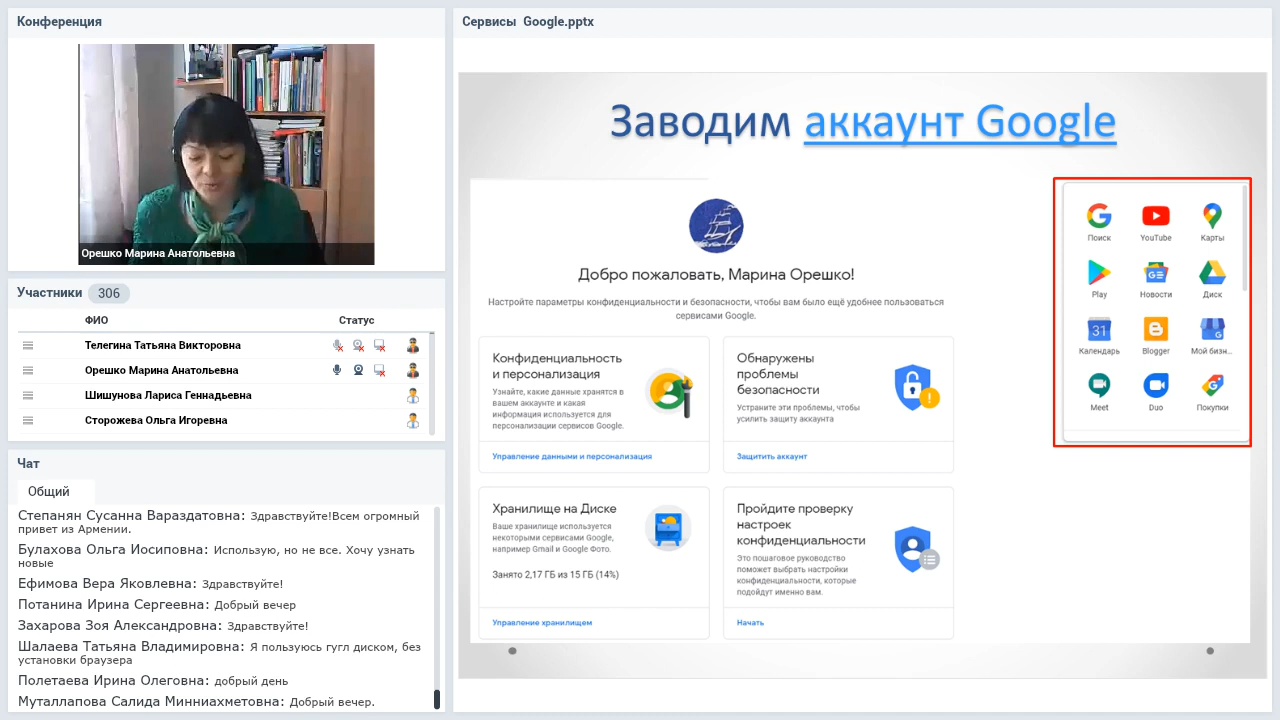 Конференция
Орешко Марина Анатольевна
Участники 306
ФИО Статус
Телегина Татьяна Викторовна
Орешко Марина Анатольевна
Шишунова Лариса Геннадьевна
Сторожева Ольга Игоревна
Чат
Общий
Степанян Сусанна Вараздатовна: Здравствуйте!Всем огромный
привет из Армении.
Булахова Ольга Иосиповна: Использую, но не все. Хочу узнать
новые
Ефимова Вера Яковлевна: Здравствуйте!
Потанина Ирина Сергеевна: Добрый вечер
Захарова Зоя Александровна: Здравствуйте!
Шалаева Татьяна Владимировна: Я пользуюсь гугл диском, без
установки браузера
Полетаева Ирина Олеговна: добрый день
Муталлапова Салида Минниахметовна: Добрый вечер.
Сервисы Google.pptx
Заводим аккаунт Google
Добро пожаловать, Марина Орешко!
Настройте параметры конфиденциальности и безопасности, чтобы вам было ещё удобнее пользоваться
сервисами Google.
Конфиденциальность
и персонализация
Узнайте, какие данные хранятся в
вашем аккаунте и какая
информация используется для
персонализации сервисов Google.
Управление данными и персонализация
Обнаружены
проблемы
безопасности
Устраните эти проблемы, чтобы
усилить защиту аккаунта
Защитить аккаунт
Хранилище на Диске
Ваше хранилище используется
некоторыми сервисами Google,
например Gmail и Google Фото.
Занято 2,17 ГБ из 15 ГБ (14%)
Управление хранилищем
Пройдите проверку
настроек
конфиденциальности
Это пошаговое руководство
поможет выбрать настройки
конфиденциальности, которые
подойдут именно вам.
Начать
Поиск YouTube Карты
Play Новости Диск
31
Календарь Blogger Мой бизн...
Meet Duo Покупки